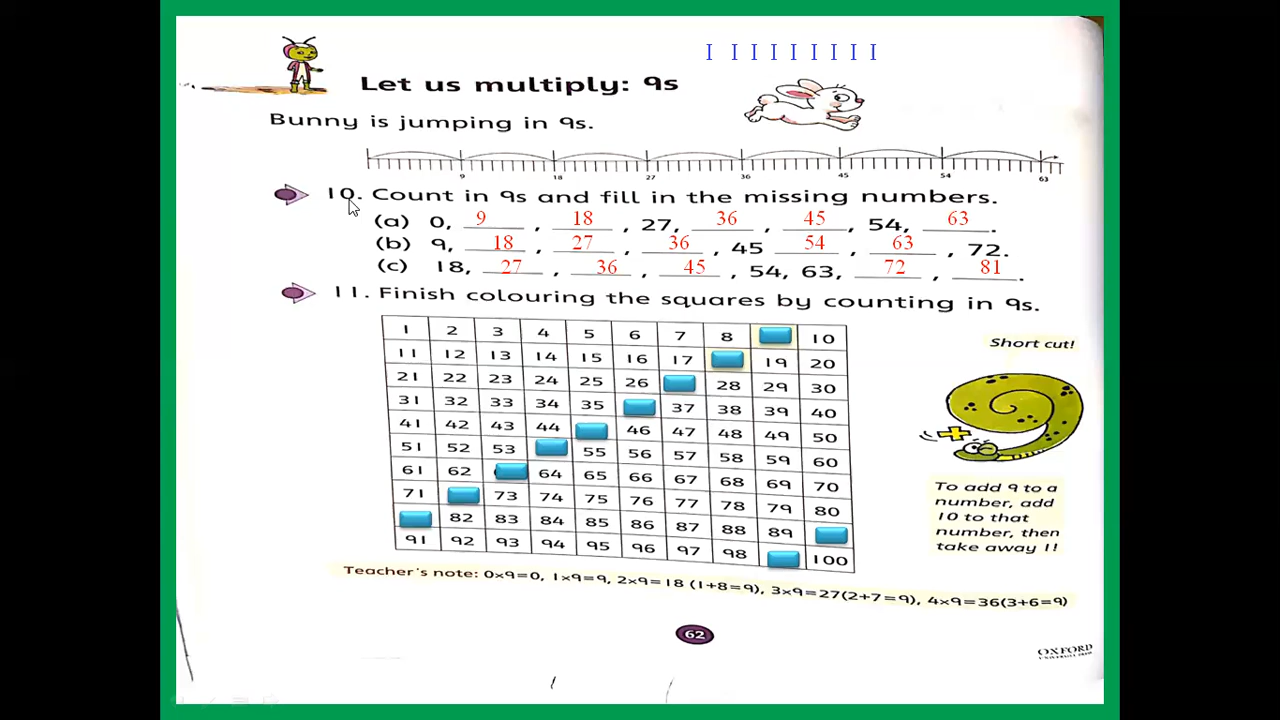 I I I I I I I I I
Let us multiply: 9s
Bunny is jumping in 9s.
9 18 27 36 45 54 63
10. Count in 9s and fill in the missing numbers.
(a) 0, 9, 18, 27, 36, 45, 54, 63.
(b) 9, 18, 27, 36, 45 54, 63, 72.
(c) 18, 27, 36, 45, 54, 63, 72, 81.
11. Finish colouring the squares by counting in 9s.
1 2 3 4 5 6 7 8 10
11 12 13 14 15 16 17 19 20
21 22 23 24 25 26 28 29 30
31 32 33 34 35 37 38 39 40
41 42 43 44 46 47 48 49 50
51 52 53 55 56 57 58 59 60
61 62 64 65 66 67 68 69 70
71 73 74 75 76 77 78 79 80
82 83 84 85 86 87 88 89
91 92 93 94 95 96 97 98 100
Short cut!
To add 9 to a
number, add
10 to that
number, then
take away 1!
Teacher's note: 0×9=0, 1×9=9, 2×9=18 (1+8=9), 3×9=27(2+7=9), 4×9=36(3+6=9)
62
OXFORD
UNIVERSITY PRESS